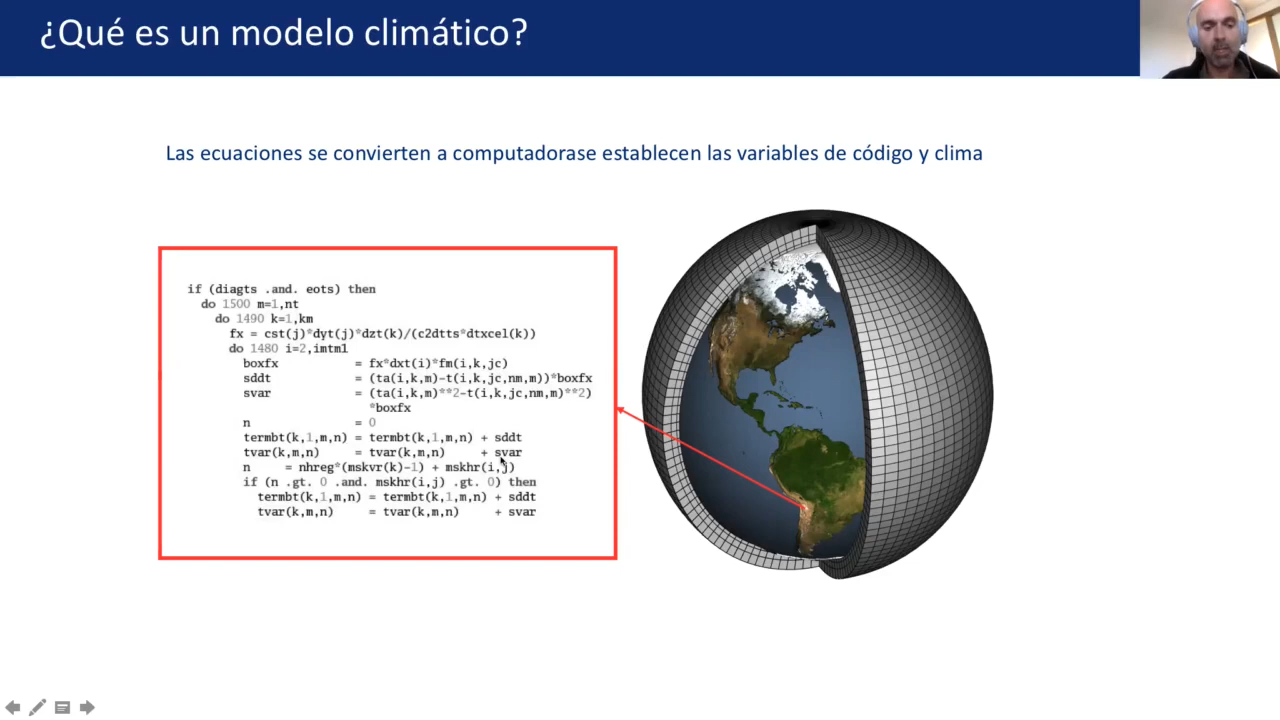 ¿Qué es un modelo climático?
Las ecuaciones se convierten a computadorase establecen las variables de código y clima
if (diagts .and. eots) then
do 1500 m=1,nt
do 1490 k=1,km
fx = cst(j)*dyt(j)*dzt(k)/(c2dtts*dtxcel(k))
do 1480 i=2,imtml
boxfx = fx*dxt(i)*fm(i,k,jc)
sddt = (ta(i,k,m)-t(i,k,jc,nm,m))*boxfx
svar = (ta(i,k,m)**2-t(i,k,jc,nm,m)**2)
*boxfx
n = 0
termbt(k,1,m,n) = termbt(k,1,m,n) + sddt
tvar(k,m,n) = tvar(k,m,n) + svar
n = nhreg*(mskvr(k)-1) + mskhr(i,j)
if (n .gt. 0 .and. mskhr(i,j) .gt. 0) then
termbt(k,1,m,n) = termbt(k,1,m,n) + sddt
tvar(k,m,n) = tvar(k,m,n) + svar